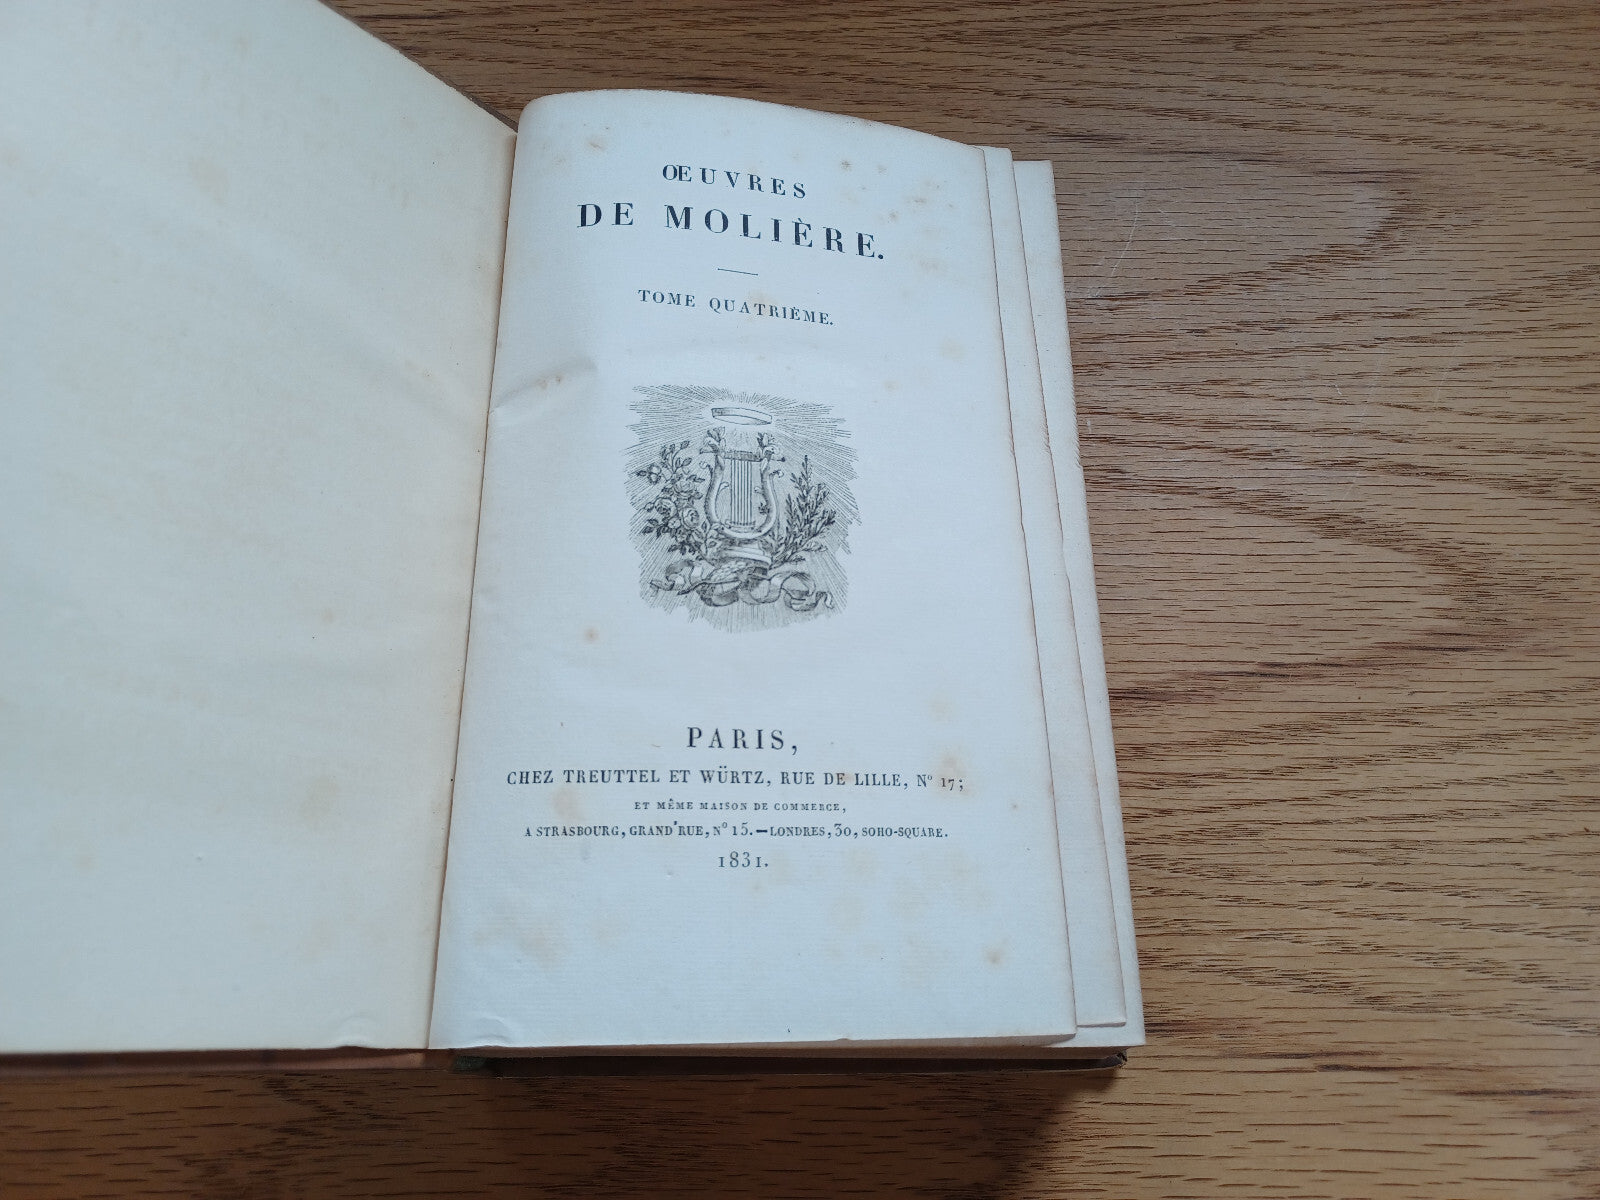 ŒUVRES
DE MOLIÈRE.
TOME QUATRIÈME.
PARIS,
CHEZ TREUTTEL ET WÜRTZ, RUE DE LILLE, Nº 17;
ET MÊME MAISON DE COMMERCE,
A STRASBOURG, GRAND'RUE, Nº 15.—LONDRES, 30, SOHO-SQUARE.
1831.